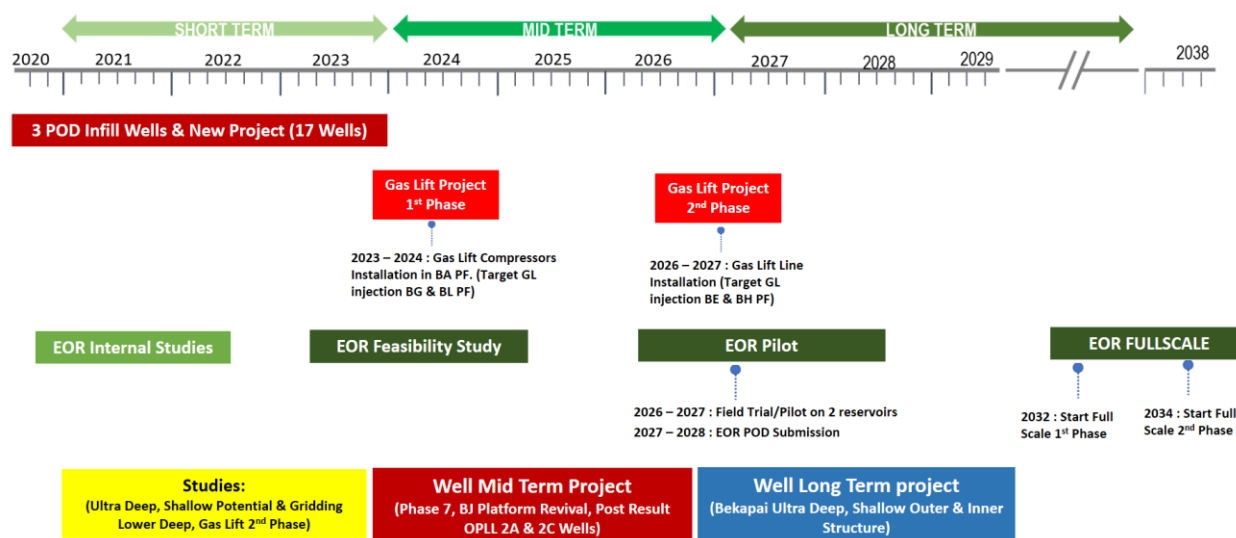 SHORT TERM
MID TERM
LONG TERM
2020
2021
2022
2023
2024
2025
2026
2027
2028
2029
2038
3 POD Infill Wells & New Project (17 Wells)
Gas Lift Project
1st Phase
2023 – 2024 : Gas Lift Compressors
Installation in BA PF. (Target GL
injection BG & BL PF)
Gas Lift Project
2nd Phase
2026 – 2027 : Gas Lift Line
Installation (Target GL
injection BE & BH PF)
EOR Internal Studies
EOR Feasibility Study
EOR Pilot
2026 – 2027 : Field Trial/Pilot on 2 reservoirs
2027 – 2028 : EOR POD Submission
EOR FULLSCALE
2032 : Start Full
Scale 1st Phase
2034 : Start Full
Scale 2nd Phase
Studies:
(Ultra Deep, Shallow Potential & Gridding
Lower Deep, Gas Lift 2nd Phase)
Well Mid Term Project
(Phase 7, BJ Platform Revival, Post Result
OPLL 2A & 2C Wells)
Well Long Term project
(Bekapai Ultra Deep, Shallow Outer & Inner
Structure)